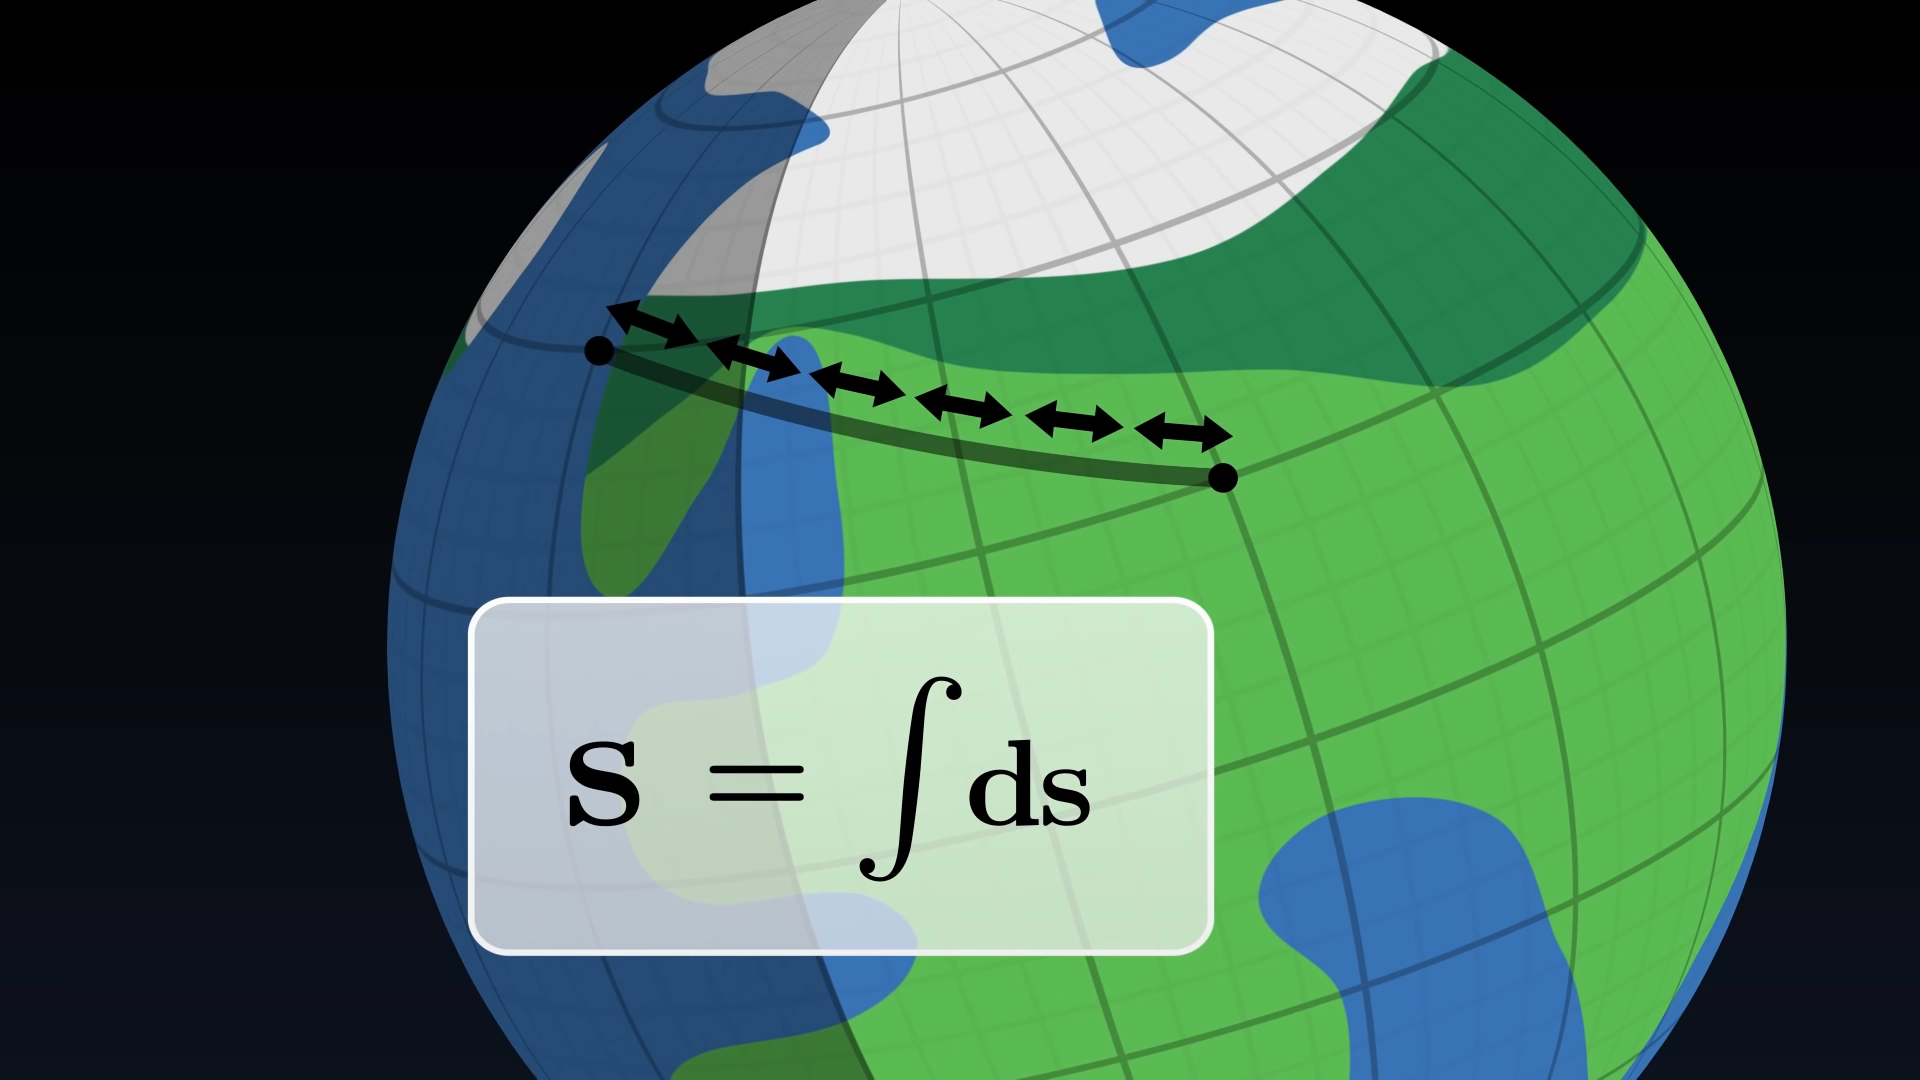 S = ∫ ds